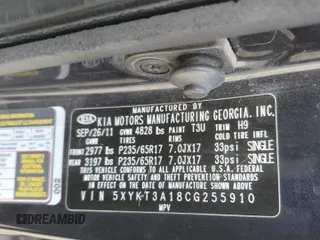 MANUFACTURED BY
KIA KIA MOTORS MANUFACTURING GEORGIA, INC.
SEP/26/11 GVWR 4828 lbs PAINT T3U TRIM H9
GAWR TIRES RIMS COLD TIRE INFL.
FRONT 2977 lbs P235/65R17 7.0JX17 33psi SINGLE
REAR 3197 lbs P235/65R17 7.0JX17 33psi SINGLE
THIS VEHICLE CONFORMS TO ALL APPLICABLE U.S.A. FEDERAL
MOTOR VEHICLE SAFETY AND THEFT PREVENTION STANDARDS
IN EFFECT ON THE DATE OF MANUFACTURE SHOWN ABOVE
VIN 5XYKT3A18CG255910
MPV
002
©DREAMBID